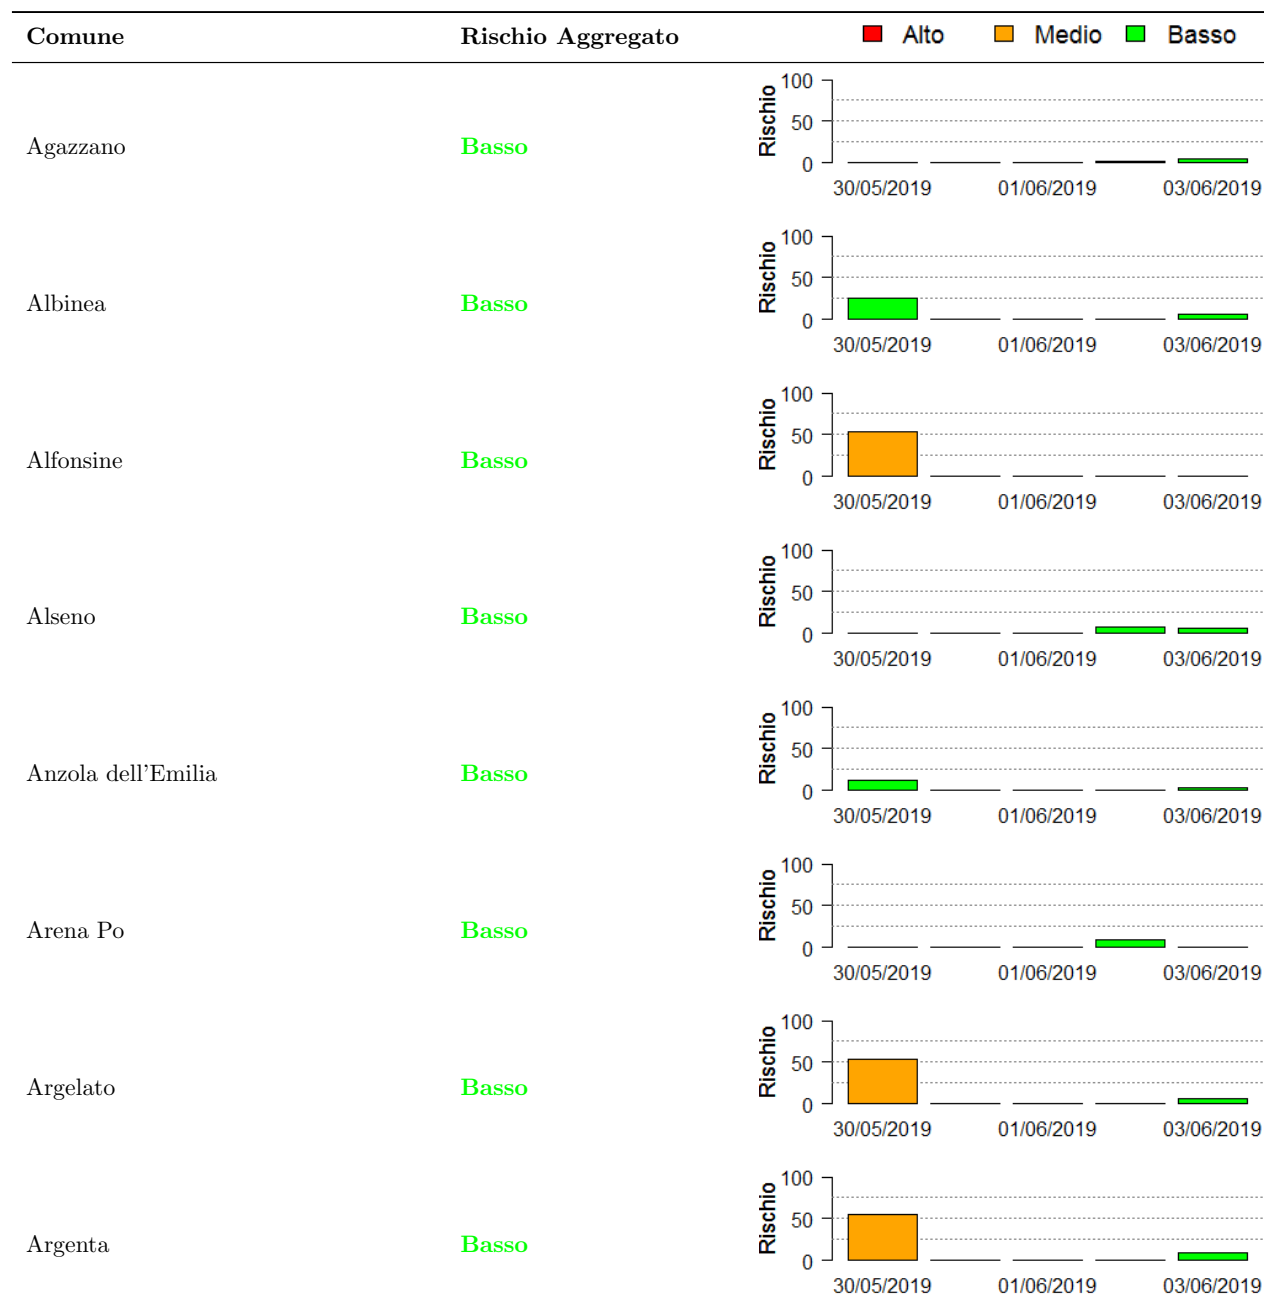 Comune Rischio Aggregato Alto Medio Basso
Agazzano Basso Rischio 100 50 0
30/05/2019 01/06/2019 03/06/2019
Albinea Basso Rischio 100 50 0
30/05/2019 01/06/2019 03/06/2019
Alfonsine Basso Rischio 100 50 0
30/05/2019 01/06/2019 03/06/2019
Alseno Basso Rischio 100 50 0
30/05/2019 01/06/2019 03/06/2019
Anzola dell'Emilia Basso Rischio 100 50 0
30/05/2019 01/06/2019 03/06/2019
Arena Po Basso Rischio 100 50 0
30/05/2019 01/06/2019 03/06/2019
Argelato Basso Rischio 100 50 0
30/05/2019 01/06/2019 03/06/2019
Argenta Basso Rischio 100 50 0
30/05/2019 01/06/2019 03/06/2019